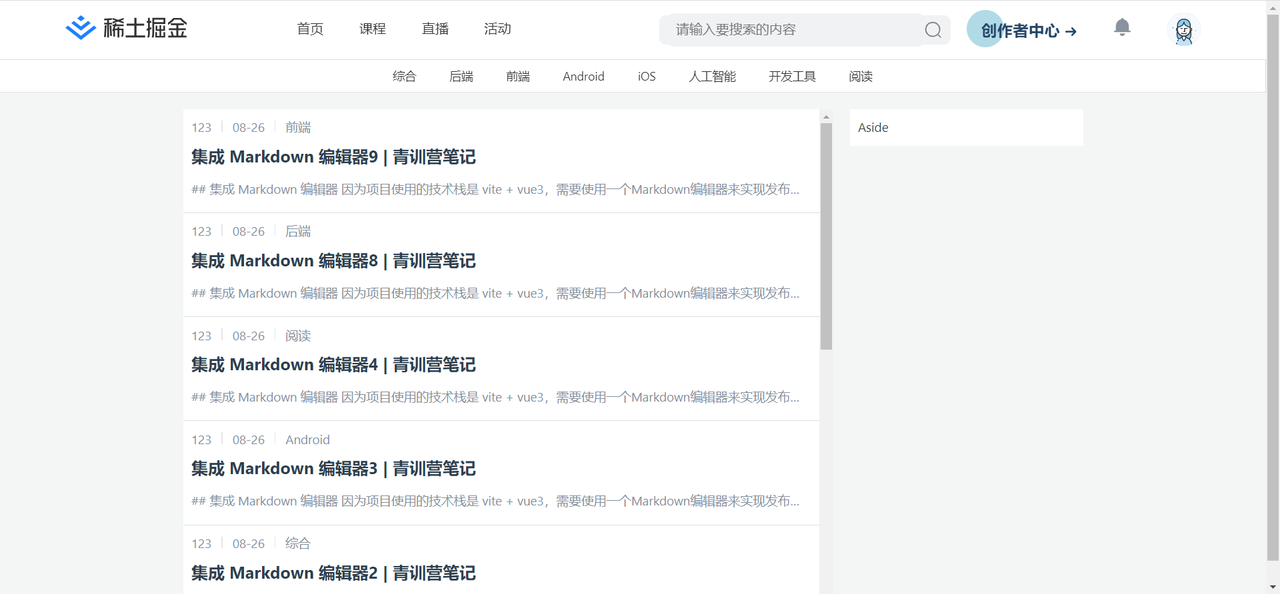 稀土掘金 首页 课程 直播 活动 请输入要搜索的内容 创作者中心 →
综合 后端 前端 Android iOS 人工智能 开发工具 阅读
123 08-26 前端
集成 Markdown 编辑器9 | 青训营笔记
## 集成 Markdown 编辑器 因为项目使用的技术栈是 vite + vue3，需要使用一个Markdown编辑器来实现发布...
123 08-26 后端
集成 Markdown 编辑器8 | 青训营笔记
## 集成 Markdown 编辑器 因为项目使用的技术栈是 vite + vue3，需要使用一个Markdown编辑器来实现发布...
123 08-26 阅读
集成 Markdown 编辑器4 | 青训营笔记
## 集成 Markdown 编辑器 因为项目使用的技术栈是 vite + vue3，需要使用一个Markdown编辑器来实现发布...
123 08-26 Android
集成 Markdown 编辑器3 | 青训营笔记
## 集成 Markdown 编辑器 因为项目使用的技术栈是 vite + vue3，需要使用一个Markdown编辑器来实现发布...
123 08-26 综合
集成 Markdown 编辑器2 | 青训营笔记
Aside